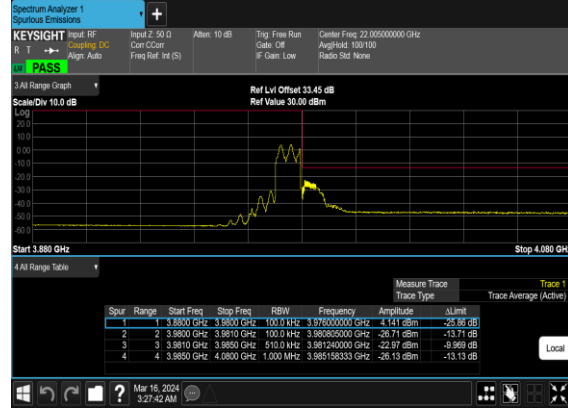 Spectrum Analyzer 1
Spurious Emissions
+
KEYSIGHT Input: RF Input Z: 50 Ω Atten: 10 dB Trig: Free Run Center Freq: 22.005000000 GHz
R T Coupling: DC Corr CCorr Gate: Off Avg|Hold: 100/100
Align: Auto Freq Ref: Int (S) IF Gain: Low Radio Std: None
PASS
3 All Range Graph
Ref Lvl Offset 33.45 dB
Scale/Div 10.0 dB Ref Value 30.00 dBm
Log
20.0
10.0
0.00
-10.0
-20.0
-30.0
-40.0
-50.0
-60.0
Start 3.880 GHz Stop 4.080 GH
4 All Range Table
Measure Trace Trace 1
Trace Type Trace Average (Active)
Spur Range Start Freq Stop Freq RBW Frequency Amplitude ΔLimit
1 1 3.8800 GHz 3.9800 GHz 100.0 kHz 3.976000000 GHz 4.141 dBm -25.86 dB
2 2 3.9800 GHz 3.9810 GHz 100.0 kHz 3.980805000 GHz -26.71 dBm -13.71 dB
3 3 3.9810 GHz 3.9850 GHz 510.0 kHz 3.981240000 GHz -22.97 dBm -9.969 dB
4 4 3.9850 GHz 4.0800 GHz 1.000 MHz 3.985158333 GHz -26.13 dBm -13.13 dB
Local
? Mar 16, 2024
3:27:42 AM